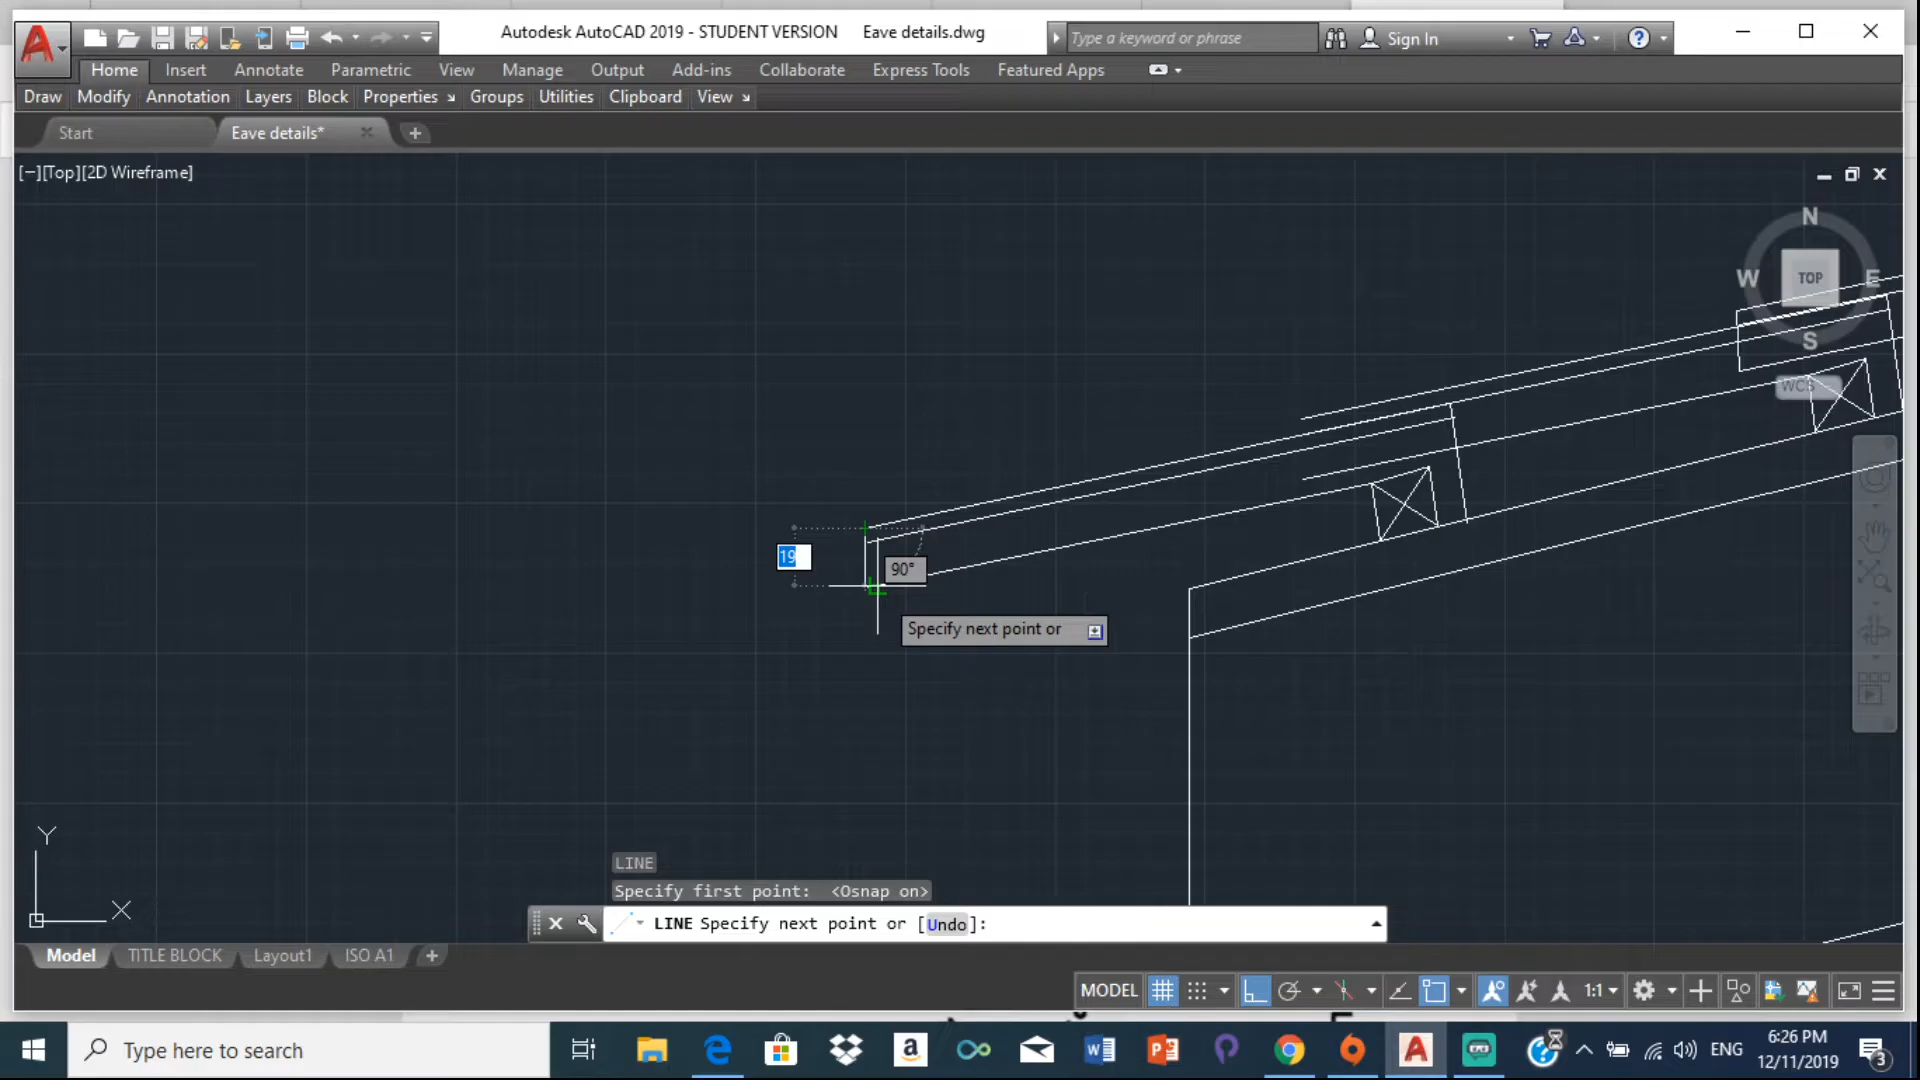 Autodesk AutoCAD 2019 - STUDENT VERSION Eave details.dwg
Type a keyword or phrase
Sign In
Home Insert Annotate Parametric View Manage Output Add-ins Collaborate Express Tools Featured Apps
Draw Modify Annotation Layers Block Properties Groups Utilities Clipboard View
Start Eave details*
[−][Top][2D Wireframe]
N
W TOP E
S
WCS
19
90°
Specify next point or
Y
X
LINE
Specify first point: <Osnap on>
LINE Specify next point or [Undo]:
Model TITLE BLOCK Layout1 ISO A1
MODEL 1:1
Type here to search
ENG
6:26 PM
12/11/2019
3